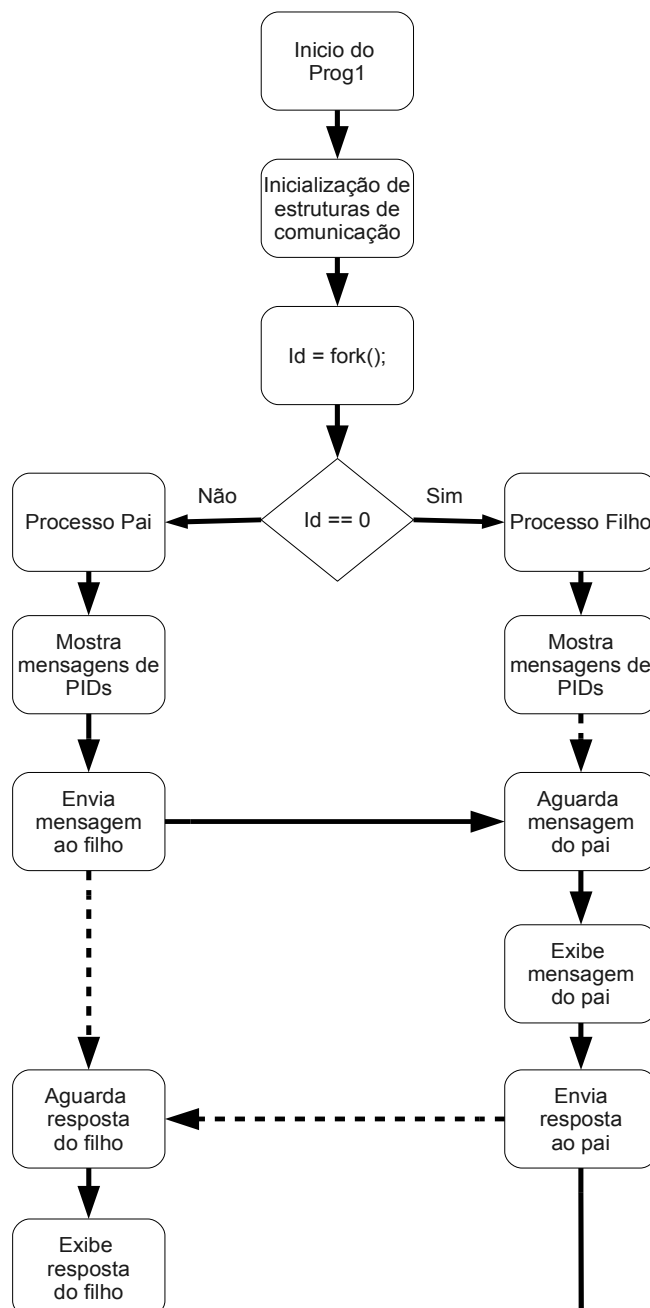 Inicio do
Prog1
Inicialização de
estruturas de
comunicação
Id = fork();
Não
Sim
Processo Pai
Id == 0
Processo Filho
Mostra
mensagens de
PIDs
Mostra
mensagens de
PIDs
Envia
mensagem
ao filho
Aguarda
mensagem
do pai
Exibe
mensagem
do pai
Aguarda
resposta
do filho
Envia
resposta
ao pai
Exibe
resposta
do filho